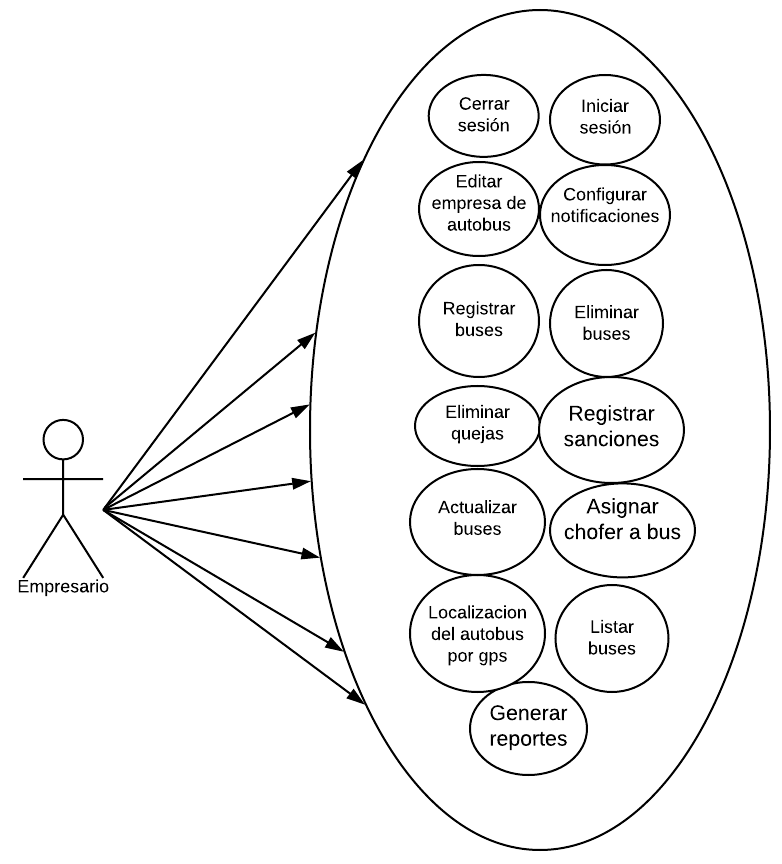 Cerrar
sesión
Iniciar
sesión
Editar
empresa de
autobus
Configurar
notificaciones
Registrar
buses
Eliminar
buses
Eliminar
quejas
Registrar
sanciones
Actualizar
buses
Asignar
chofer a bus
Empresario
Localizacion
del autobus
por gps
Listar
buses
Generar
reportes